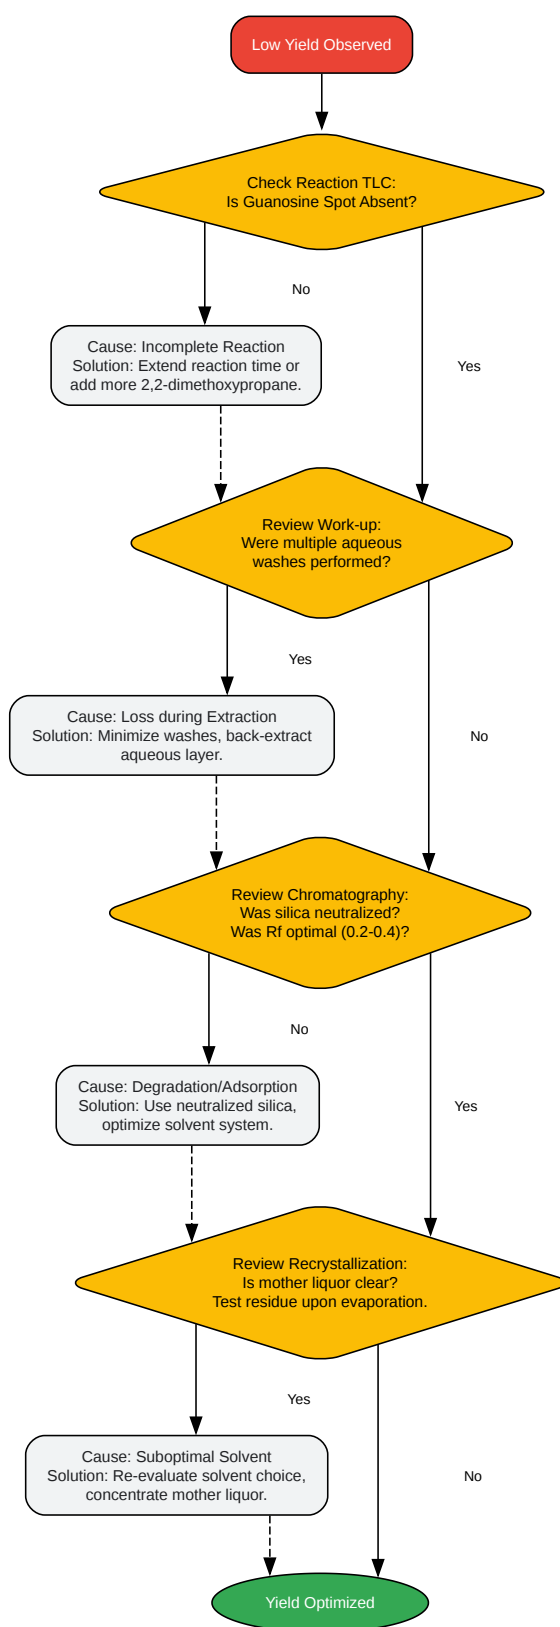 Low Yield Observed
Check Reaction TLC:
Is Guanosine Spot Absent?
No
Cause: Incomplete Reaction
Solution: Extend reaction time or
add more 2,2-dimethoxypropane.
Yes
Review Work-up:
Were multiple aqueous
washes performed?
Yes
Cause: Loss during Extraction
Solution: Minimize washes, back-extract
aqueous layer.
No
Review Chromatography:
Was silica neutralized?
Was Rf optimal (0.2-0.4)?
No
Cause: Degradation/Adsorption
Solution: Use neutralized silica,
optimize solvent system.
Yes
Review Recrystallization:
Is mother liquor clear?
Test residue upon evaporation.
Yes
Cause: Suboptimal Solvent
Solution: Re-evaluate solvent choice,
concentrate mother liquor.
No
Yield Optimized